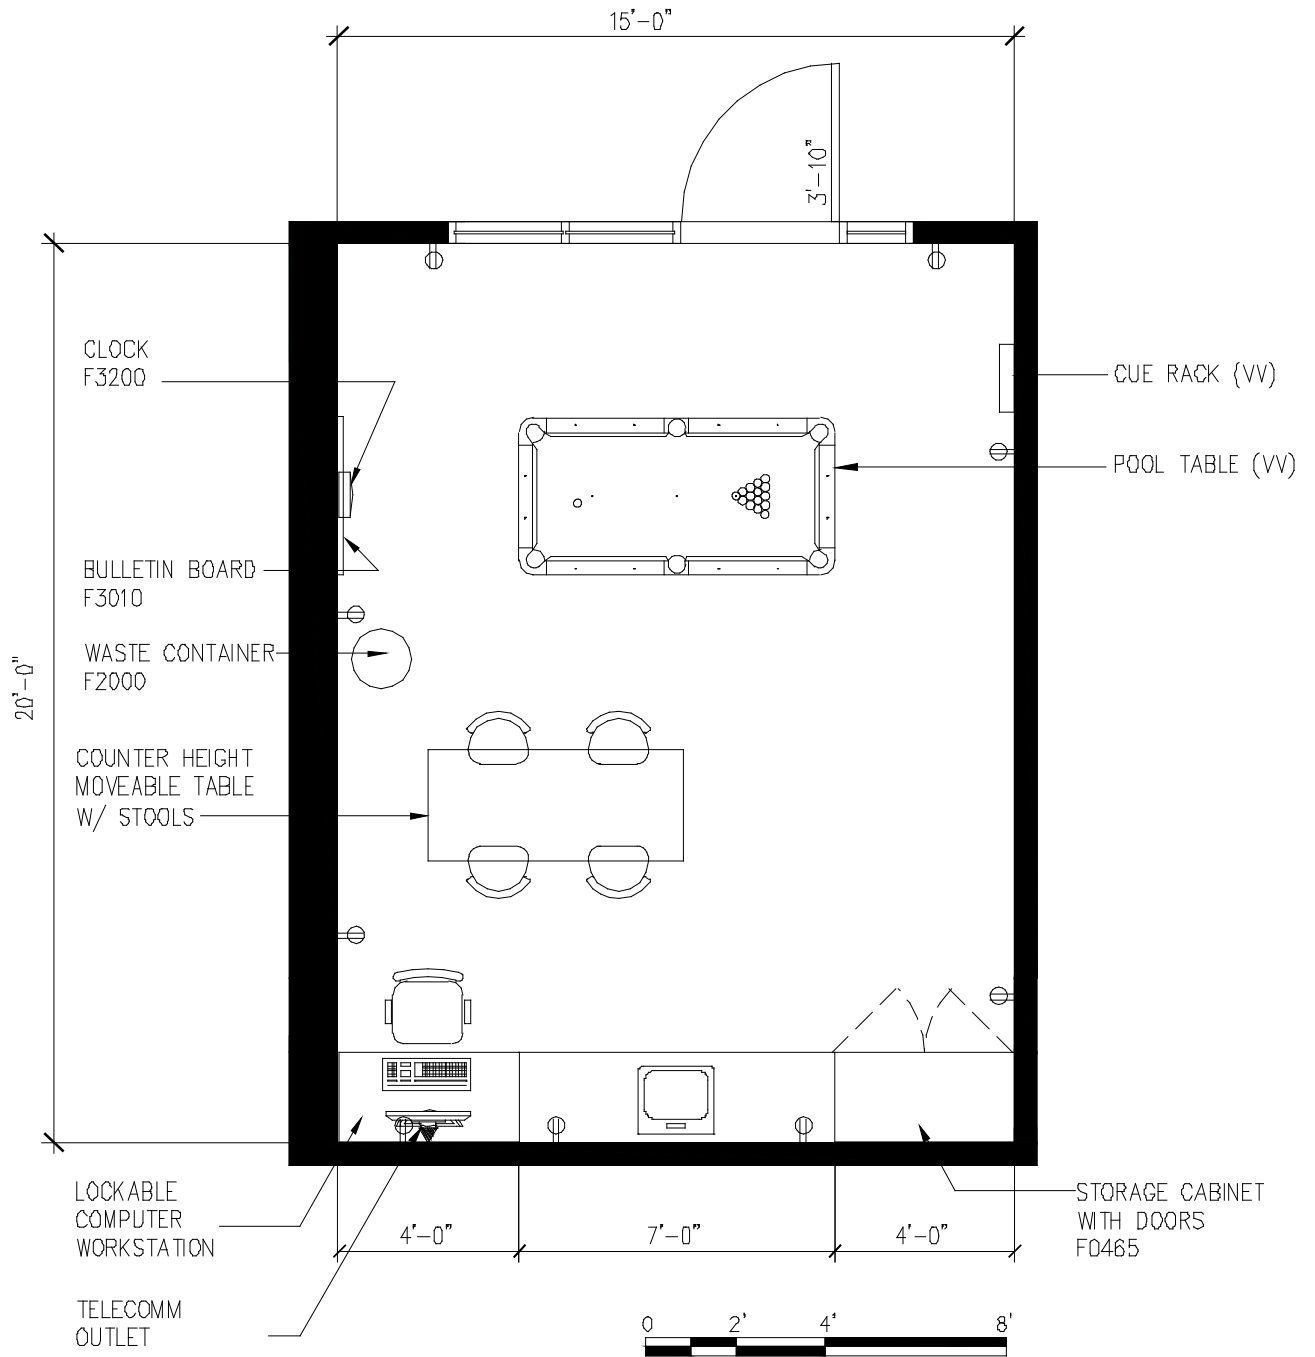 15'-0"
3'-10"
CLOCK
F3200
CUE RACK (VV)
POOL TABLE (VV)
BULLETIN BOARD
F3010
WASTE CONTAINER
F2000
20'-0"
COUNTER HEIGHT
MOVEABLE TABLE
W/ STOOLS
LOCKABLE
COMPUTER
WORKSTATION
4'-0"
7'-0"
4'-0"
STORAGE CABINET
WITH DOORS
F0465
TELECOMM
OUTLET
0 2' 4' 8'